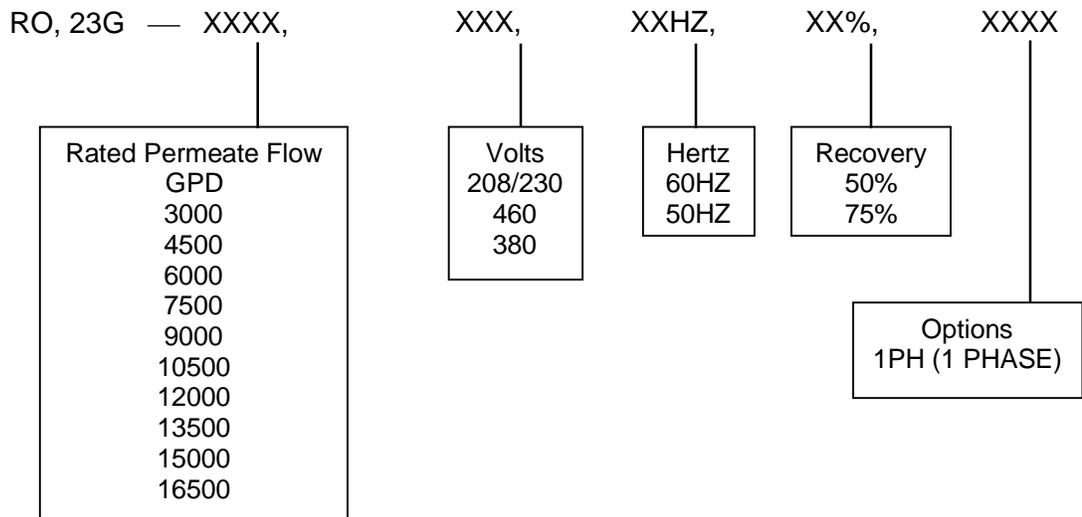 RO, 23G — XXXX, XXX, XXHZ, XX%, XXXX
Rated Permeate Flow
GPD
3000
4500
6000
7500
9000
10500
12000
13500
15000
16500
Volts
208/230
460
380
Hertz
60HZ
50HZ
Recovery
50%
75%
Options
1PH (1 PHASE)